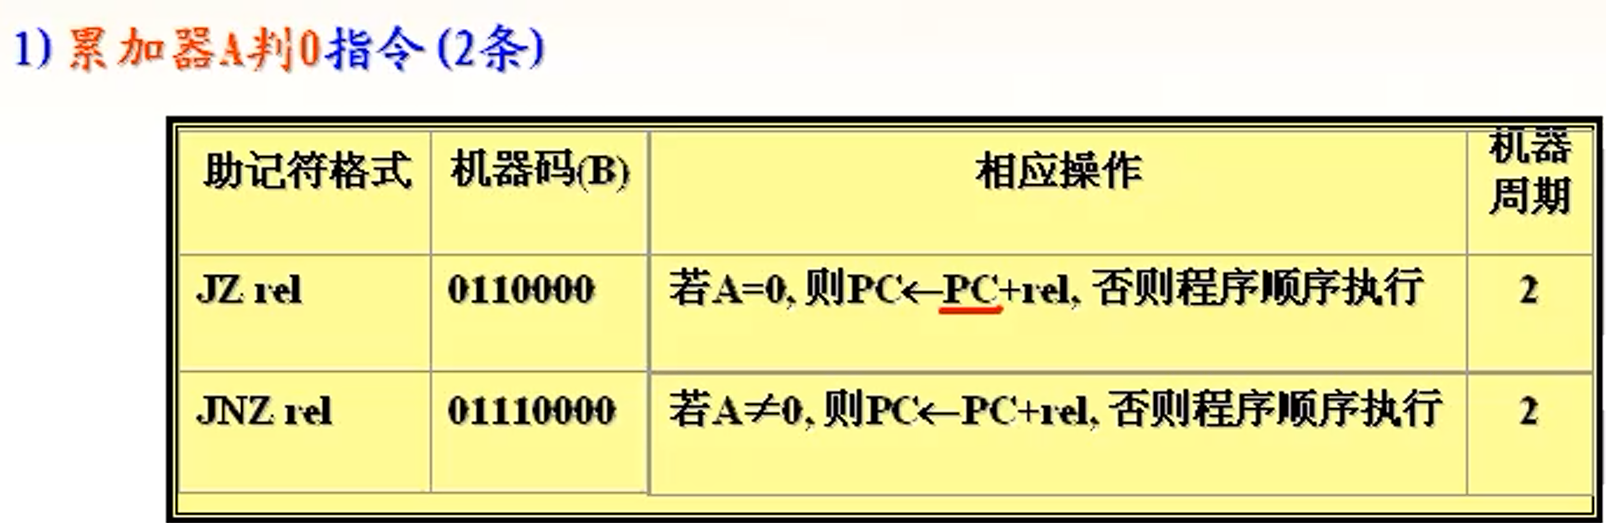 1) 累加器A判0指令(2条)
助记符格式 机器码(B) 相应操作 机器周期
JZ rel 0110000 若A=0, 则PC←PC+rel, 否则程序顺序执行 2
JNZ rel 01110000 若A≠0, 则PC←PC+rel, 否则程序顺序执行 2